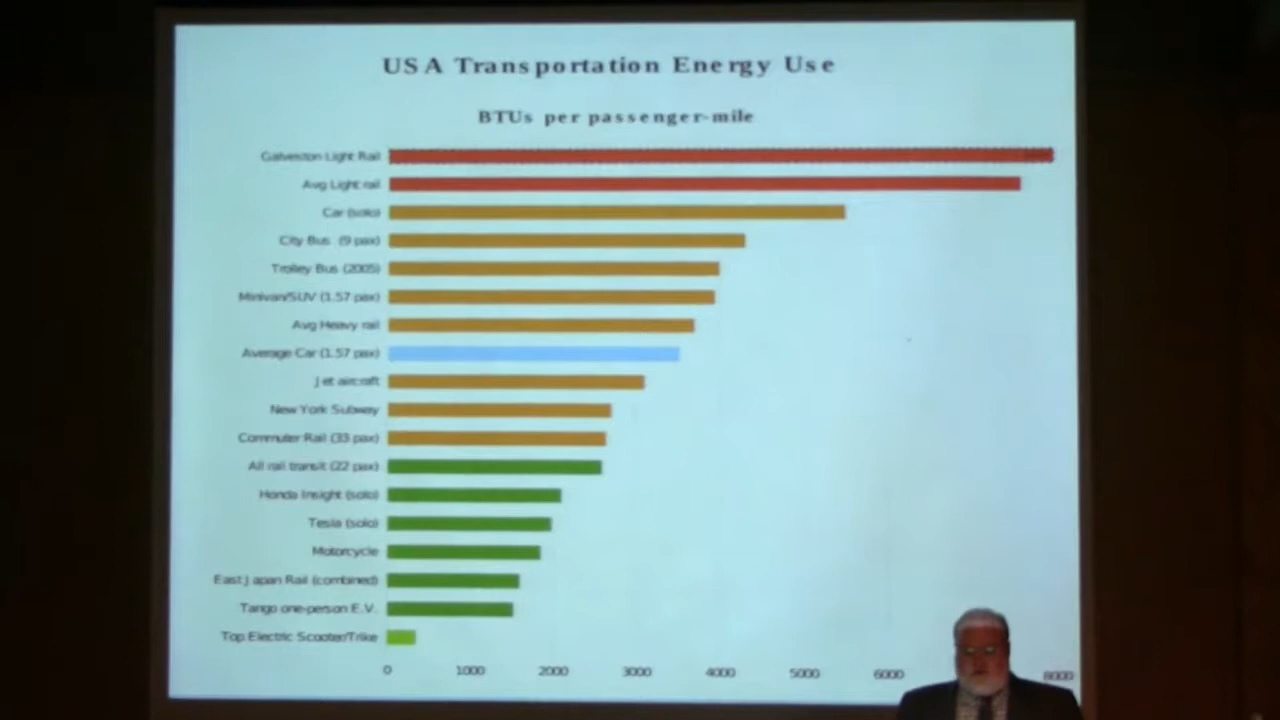 USA Transportation Energy Use
BTUs per passenger-mile
Galveston Light Rail
Avg Light rail
Car (solo)
City Bus (9 pax)
Trolley Bus (2005)
Minivan/SUV (1.57 pax)
Avg Heavy rail
Average Car (1.57 pax)
Jet aircraft
New York Subway
Commuter Rail (33 pax)
All rail transit (22 pax)
Honda Insight (solo)
Tesla (solo)
Motorcycle
East Japan Rail (combined)
Tango one-person E.V.
Top Electric Scooter/Trike
0 1000 2000 3000 4000 5000 6000 8000